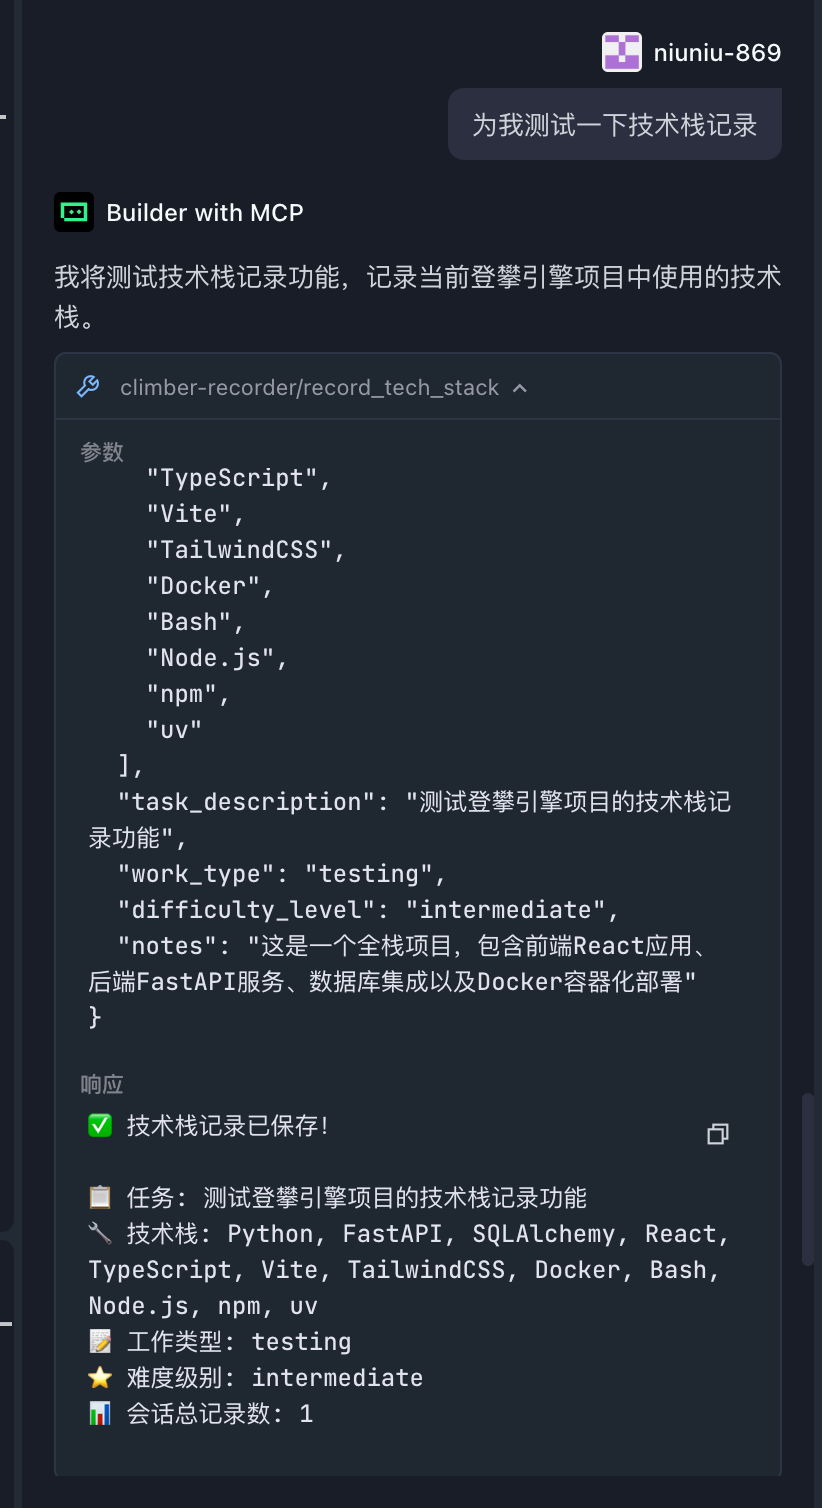 niuniu-869
为我测试一下技术栈记录
Builder with MCP
我将测试技术栈记录功能，记录当前登攀引擎项目中使用的技术
栈。
climber-recorder/record_tech_stack
参数
"TypeScript",
"Vite",
"TailwindCSS",
"Docker",
"Bash",
"Node.js",
"npm",
"uv"
],
"task_description": "测试登攀引擎项目的技术栈记
录功能",
"work_type": "testing",
"difficulty_level": "intermediate",
"notes": "这是一个全栈项目，包含前端React应用、
后端FastAPI服务、数据库集成以及Docker容器化部署"
}
响应
✅ 技术栈记录已保存！
📋 任务: 测试登攀引擎项目的技术栈记录功能
🔧 技术栈: Python, FastAPI, SQLAlchemy, React,
TypeScript, Vite, TailwindCSS, Docker, Bash,
Node.js, npm, uv
📝 工作类型: testing
⭐ 难度级别: intermediate
📊 会话总记录数: 1